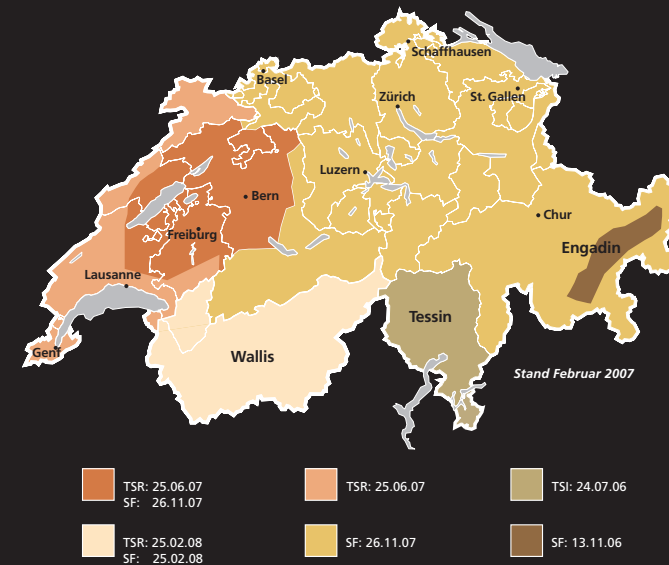 Schaffhausen
Basel
Zürich
St. Gallen
Luzern
Bern
Chur
Freiburg
Engadin
Lausanne
Tessin
Genf
Wallis
Stand Februar 2007
TSR: 25.06.07
SF: 26.11.07
TSR: 25.06.07
TSI: 24.07.06
TSR: 25.02.08
SF: 25.02.08
SF: 26.11.07
SF: 13.11.06